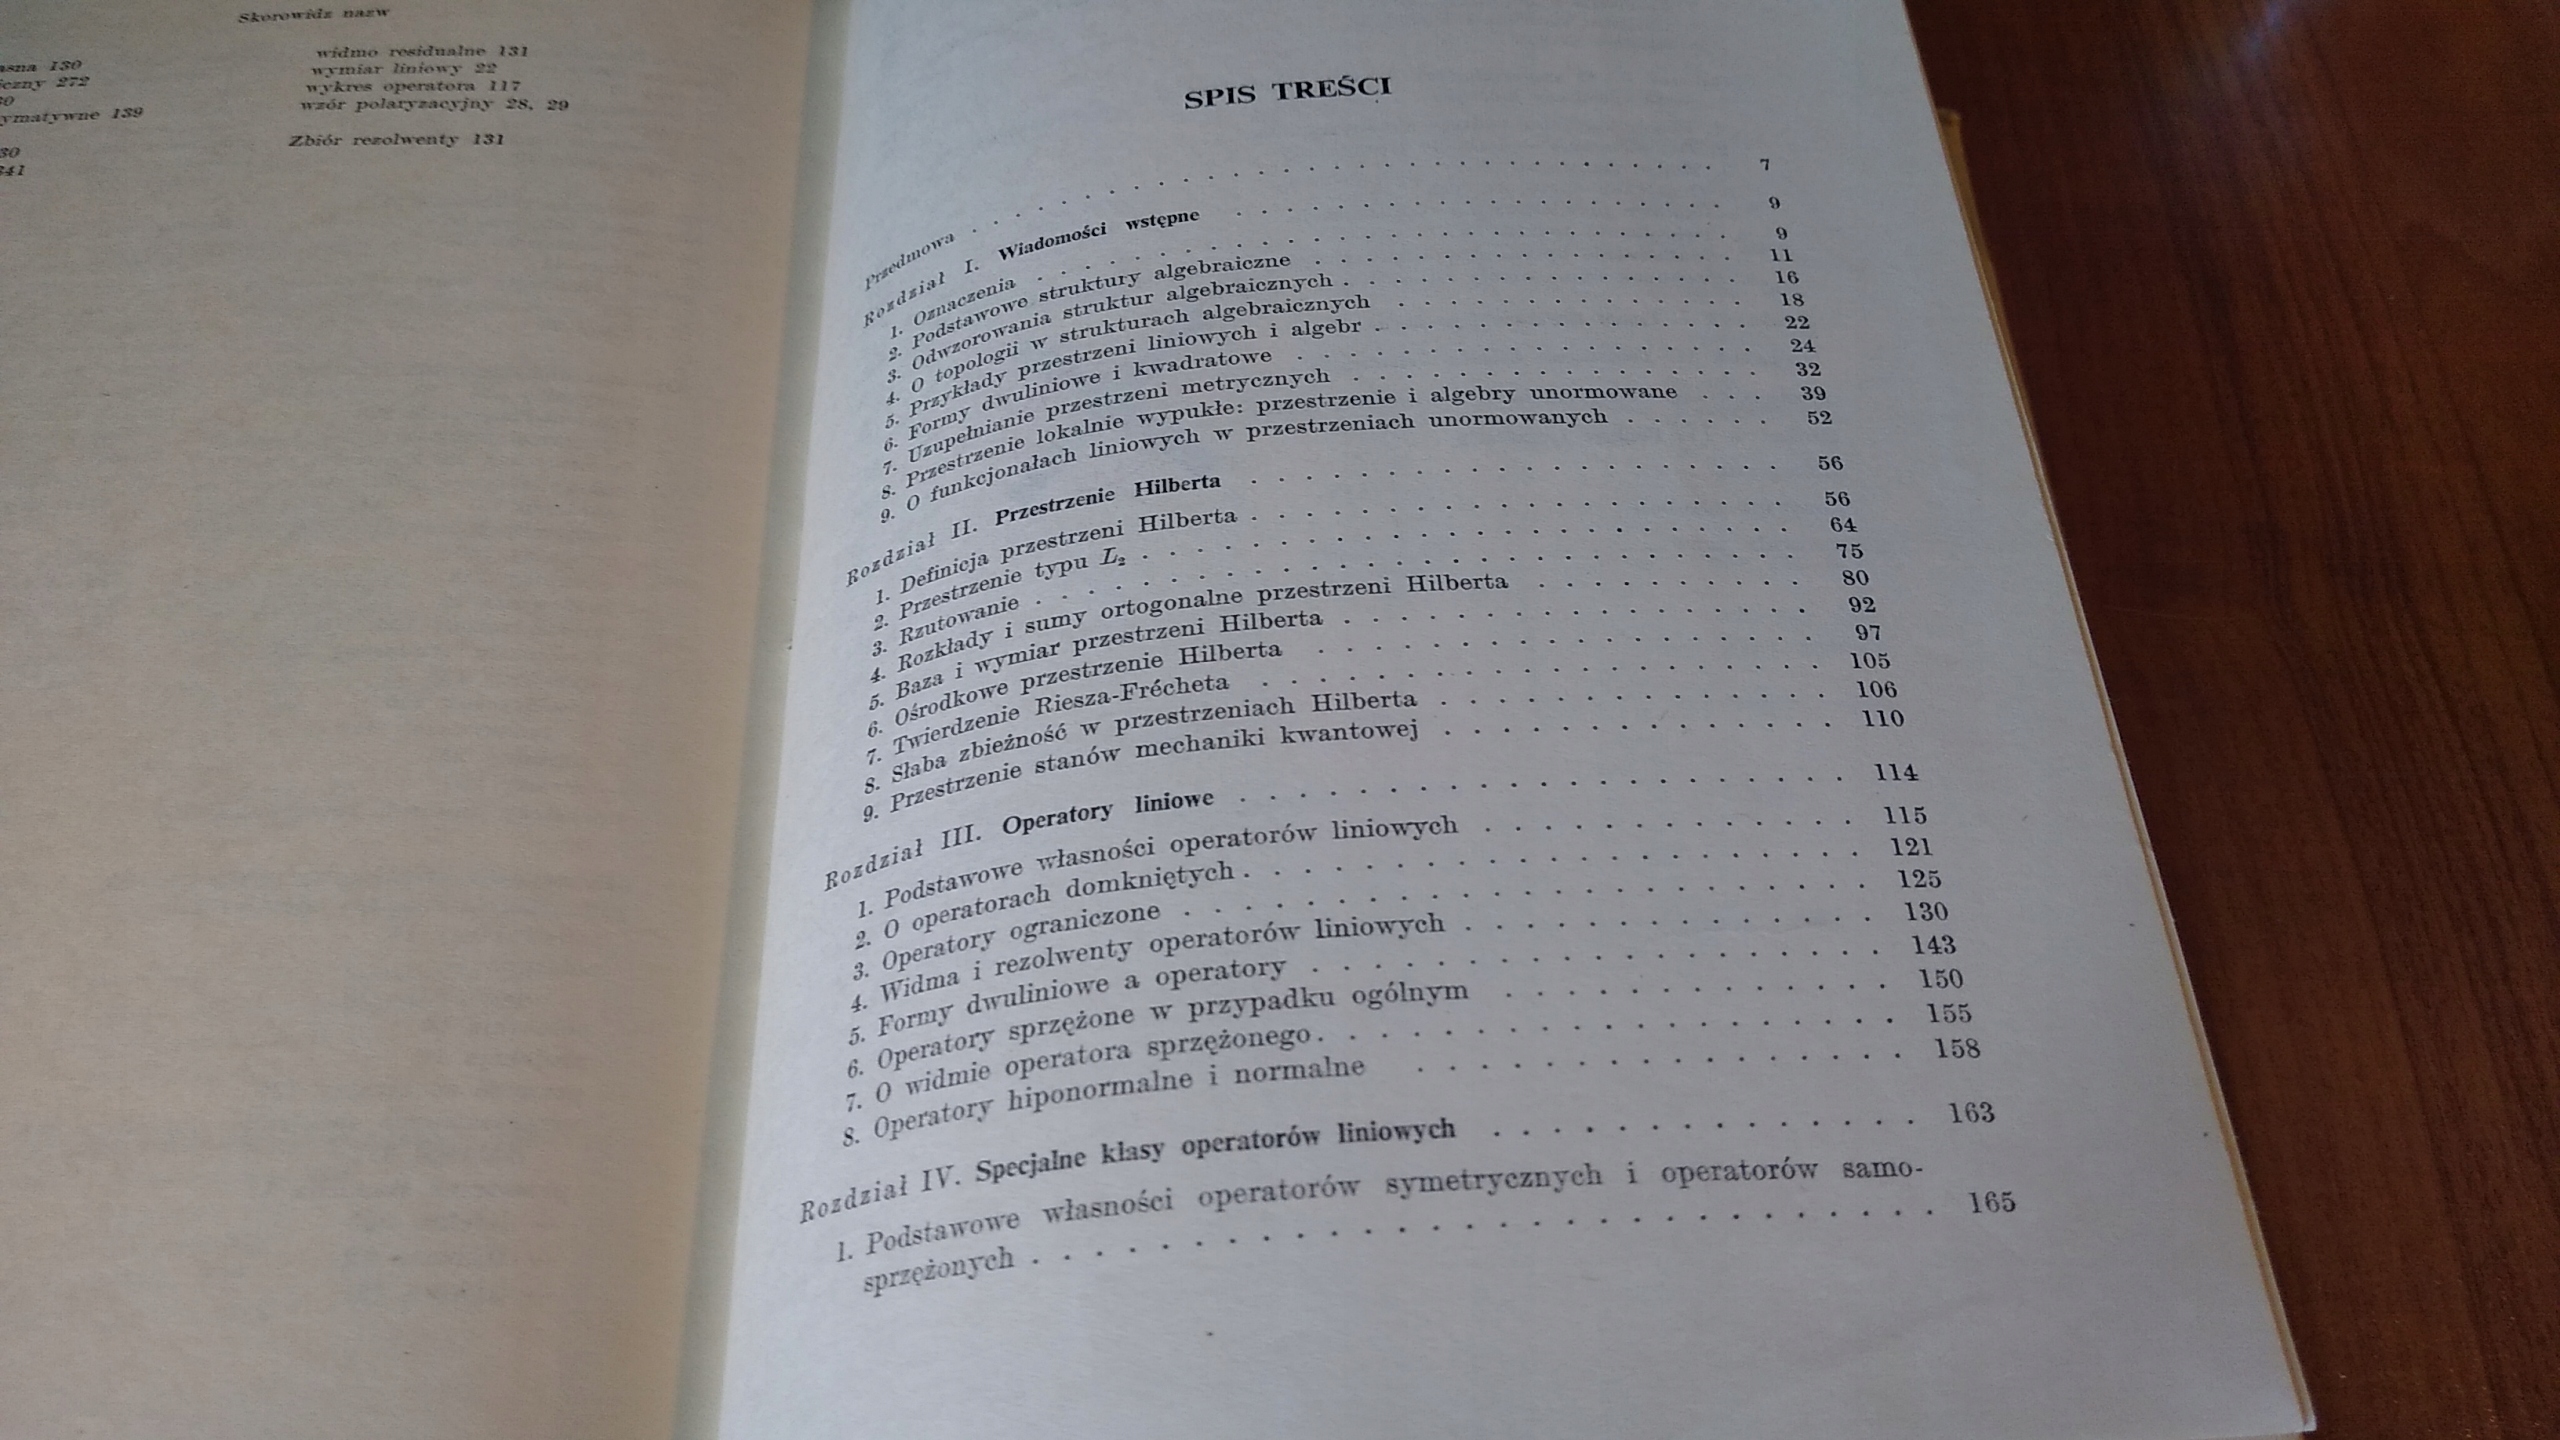 Skorowidz nazw
130
272
139
widmo residualne 131
wymiar liniowy 22
wykres operatora 117
wzór polaryzacyjny 28, 29
Zbiór rezolwenty 131
SPIS TREŚCI
Przedmowa . . . . . . . . . . . . . . . . . . . . . 7
Rozdział I. Wiadomości wstępne . . . . . . . . . . . . . . . 9
1. Oznaczenia . . . . . . . . . . . . . . . . . . . . 9
2. Podstawowe struktury algebraiczne . . . . . . . . . . . . . 11
3. Odwzorowania struktur algebraicznych . . . . . . . . . . . . 16
4. O topologii w strukturach algebraicznych . . . . . . . . . . . 18
5. Przykłady przestrzeni liniowych i algebr . . . . . . . . . . . 22
6. Formy dwuliniowe i kwadratowe . . . . . . . . . . . . . . 24
7. Uzupełnianie przestrzeni metrycznych . . . . . . . . . . . . 32
8. Przestrzenie lokalnie wypukłe: przestrzenie i algebry unormowane . . . 39
9. O funkcjonałach liniowych w przestrzeniach unormowanych . . . . . . 52
Rozdział II. Przestrzenie Hilberta . . . . . . . . . . . . . . . 56
1. Definicja przestrzeni Hilberta . . . . . . . . . . . . . . . 56
2. Przestrzenie typu L₂ . . . . . . . . . . . . . . . . . . 64
3. Rzutowanie . . . . . . . . . . . . . . . . . . . . 75
4. Rozkłady i sumy ortogonalne przestrzeni Hilberta . . . . . . . . 80
5. Baza i wymiar przestrzeni Hilberta . . . . . . . . . . . . . 92
6. Ośrodkowe przestrzenie Hilberta . . . . . . . . . . . . . . 97
7. Twierdzenie Riesza-Frécheta . . . . . . . . . . . . . . . 105
8. Słaba zbieżność w przestrzeniach Hilberta . . . . . . . . . . . 106
9. Przestrzenie stanów mechaniki kwantowej . . . . . . . . . . . 110
Rozdział III. Operatory liniowe . . . . . . . . . . . . . . . . 114
1. Podstawowe własności operatorów liniowych . . . . . . . . . . 115
2. O operatorach domkniętych . . . . . . . . . . . . . . . . 121
3. Operatory ograniczone . . . . . . . . . . . . . . . . . 125
4. Widma i rezolwenty operatorów liniowych . . . . . . . . . . . 130
5. Formy dwuliniowe a operatory . . . . . . . . . . . . . . . 143
6. Operatory sprzężone w przypadku ogólnym . . . . . . . . . . . 150
7. O widmie operatora sprzężonego . . . . . . . . . . . . . . 155
8. Operatory hiponormalne i normalne . . . . . . . . . . . . . 158
Rozdział IV. Specjalne klasy operatorów liniowych . . . . . . . . . . 163
1. Podstawowe własności operatorów symetrycznych i operatorów samo-
sprzężonych . . . . . . . . . . . . . . . . . . . . 165